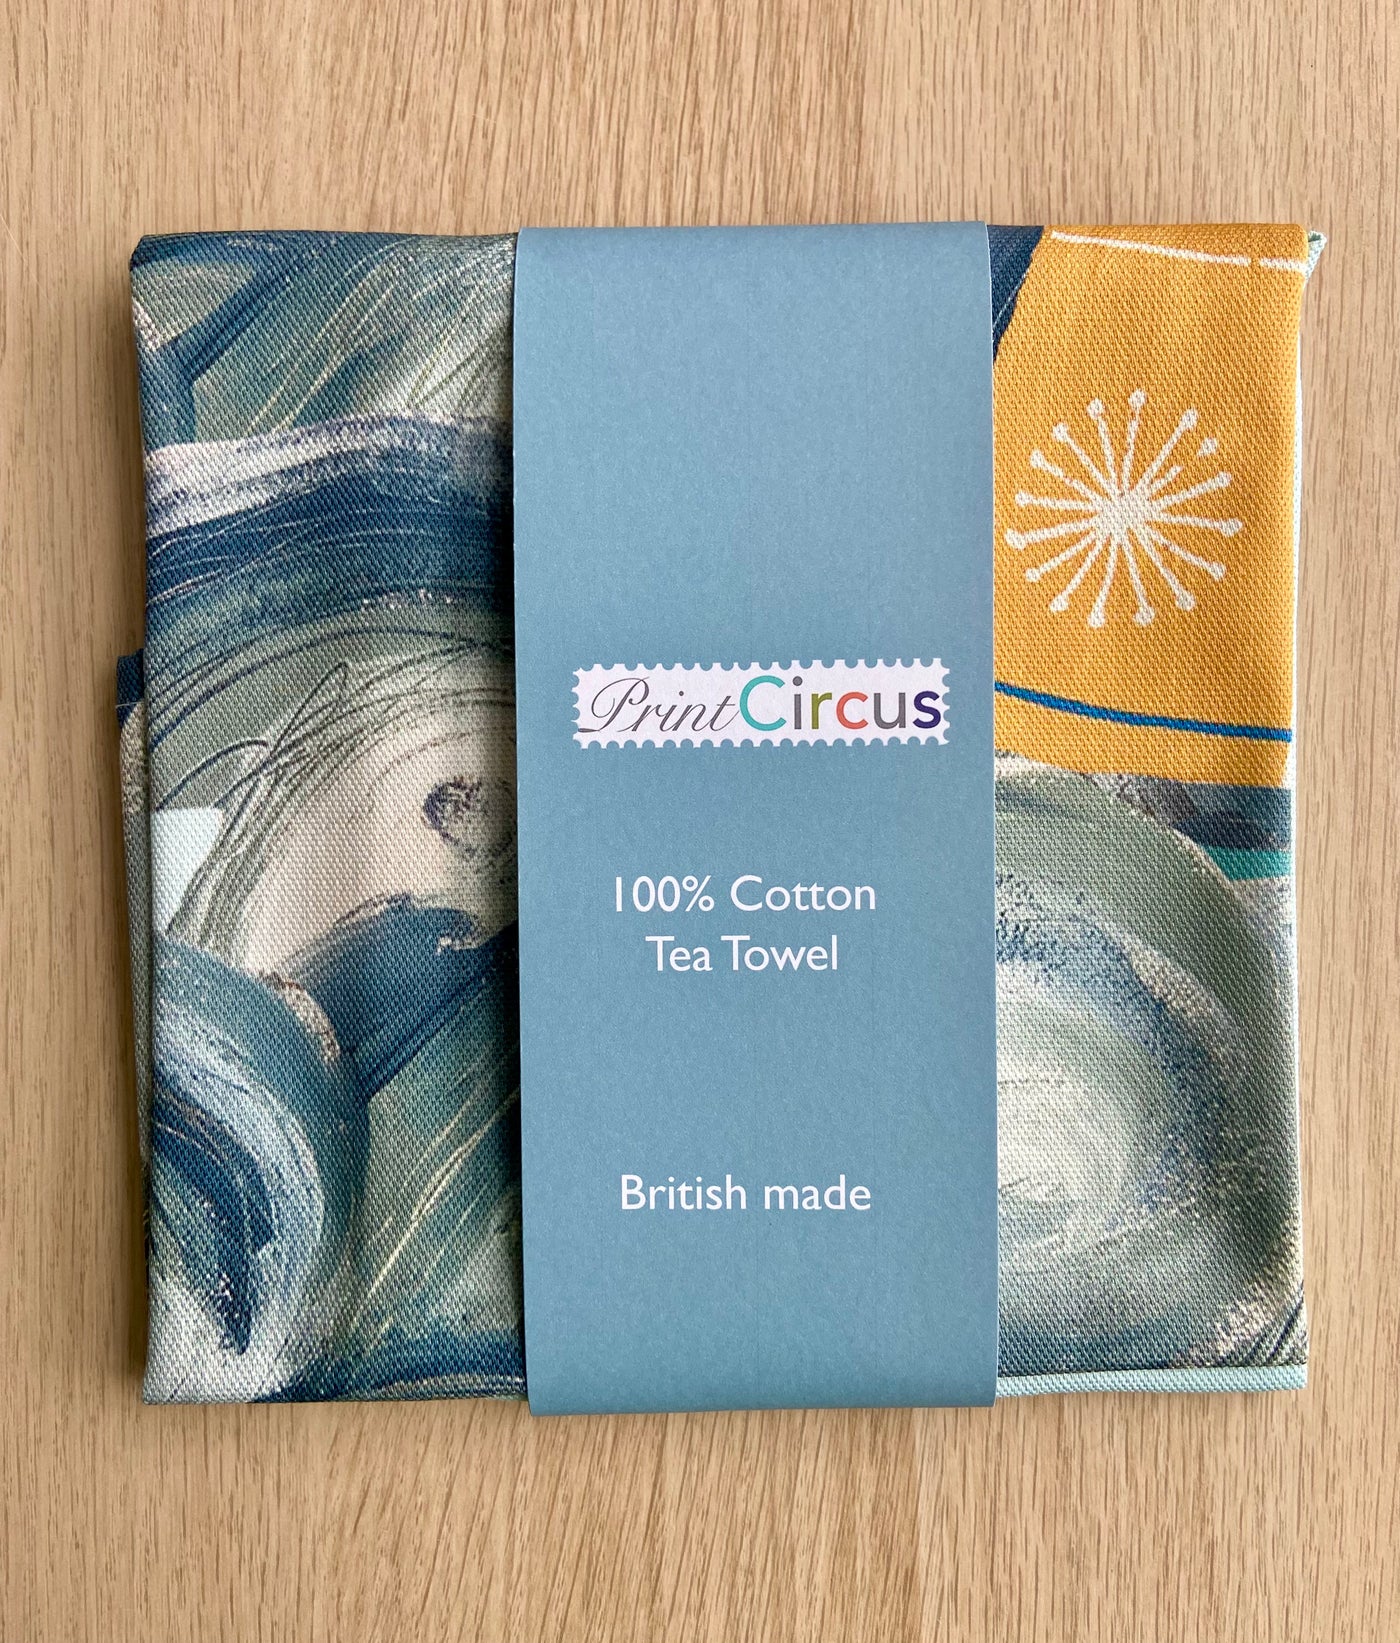 PrintCircus
100% Cotton
Tea Towel
British made